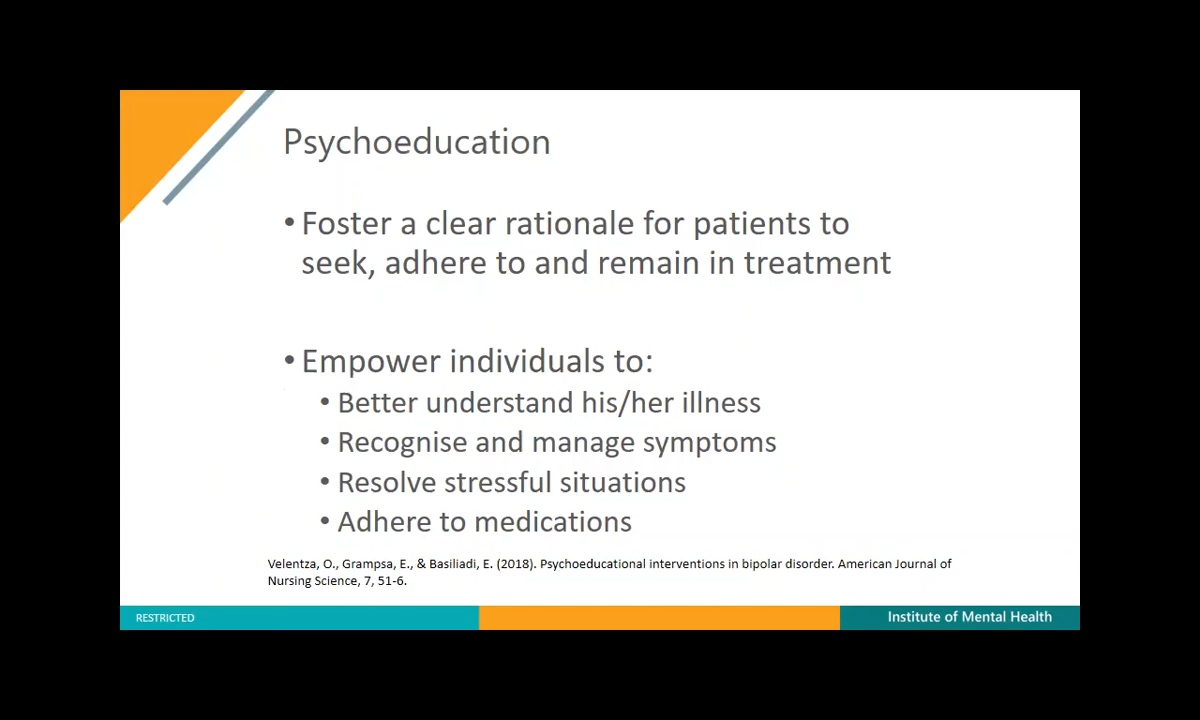 Psychoeducation
• Foster a clear rationale for patients to
seek, adhere to and remain in treatment
• Empower individuals to:
• Better understand his/her illness
• Recognise and manage symptoms
• Resolve stressful situations
• Adhere to medications
Velentza, O., Grampsa, E., & Basiliadi, E. (2018). Psychoeducational interventions in bipolar disorder. American Journal of
Nursing Science, 7, 51-6.
RESTRICTED
Institute of Mental Health